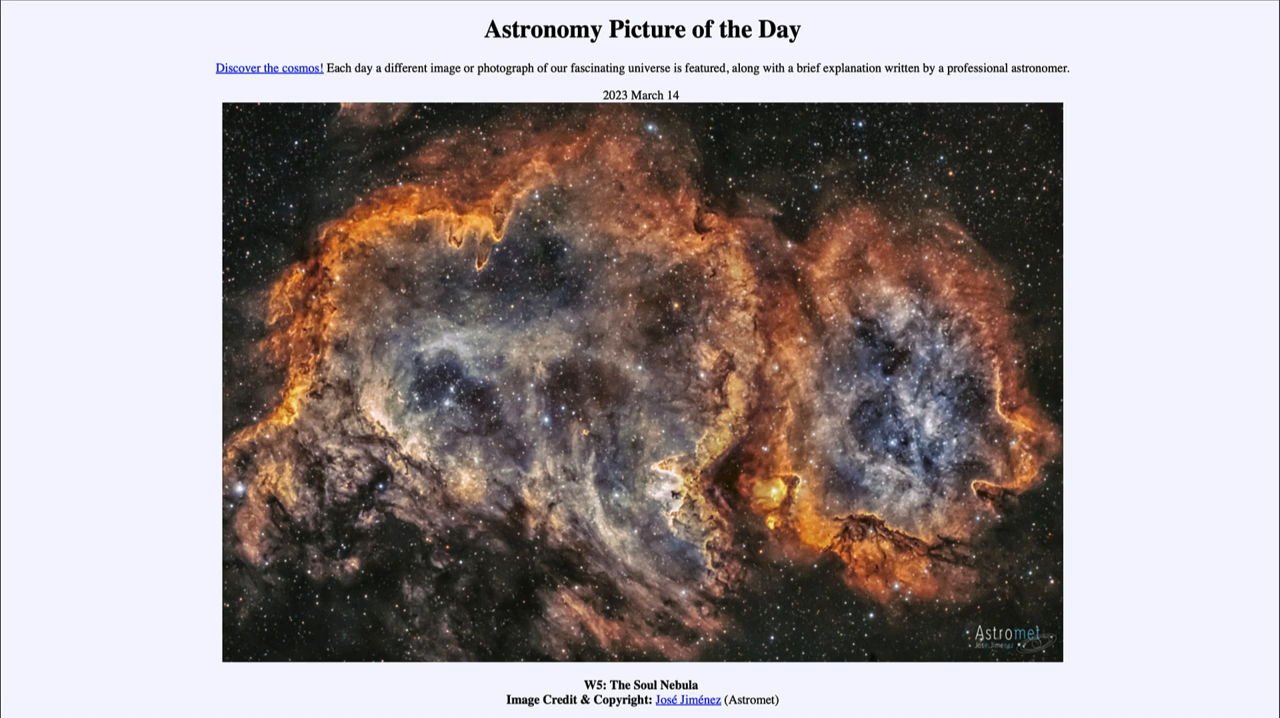 Astronomy Picture of the Day
Discover the cosmos! Each day a different image or photograph of our fascinating universe is featured, along with a brief explanation written by a professional astronomer.
2023 March 14
Astromet
José Jiménez
W5: The Soul Nebula
Image Credit & Copyright: José Jiménez (Astromet)